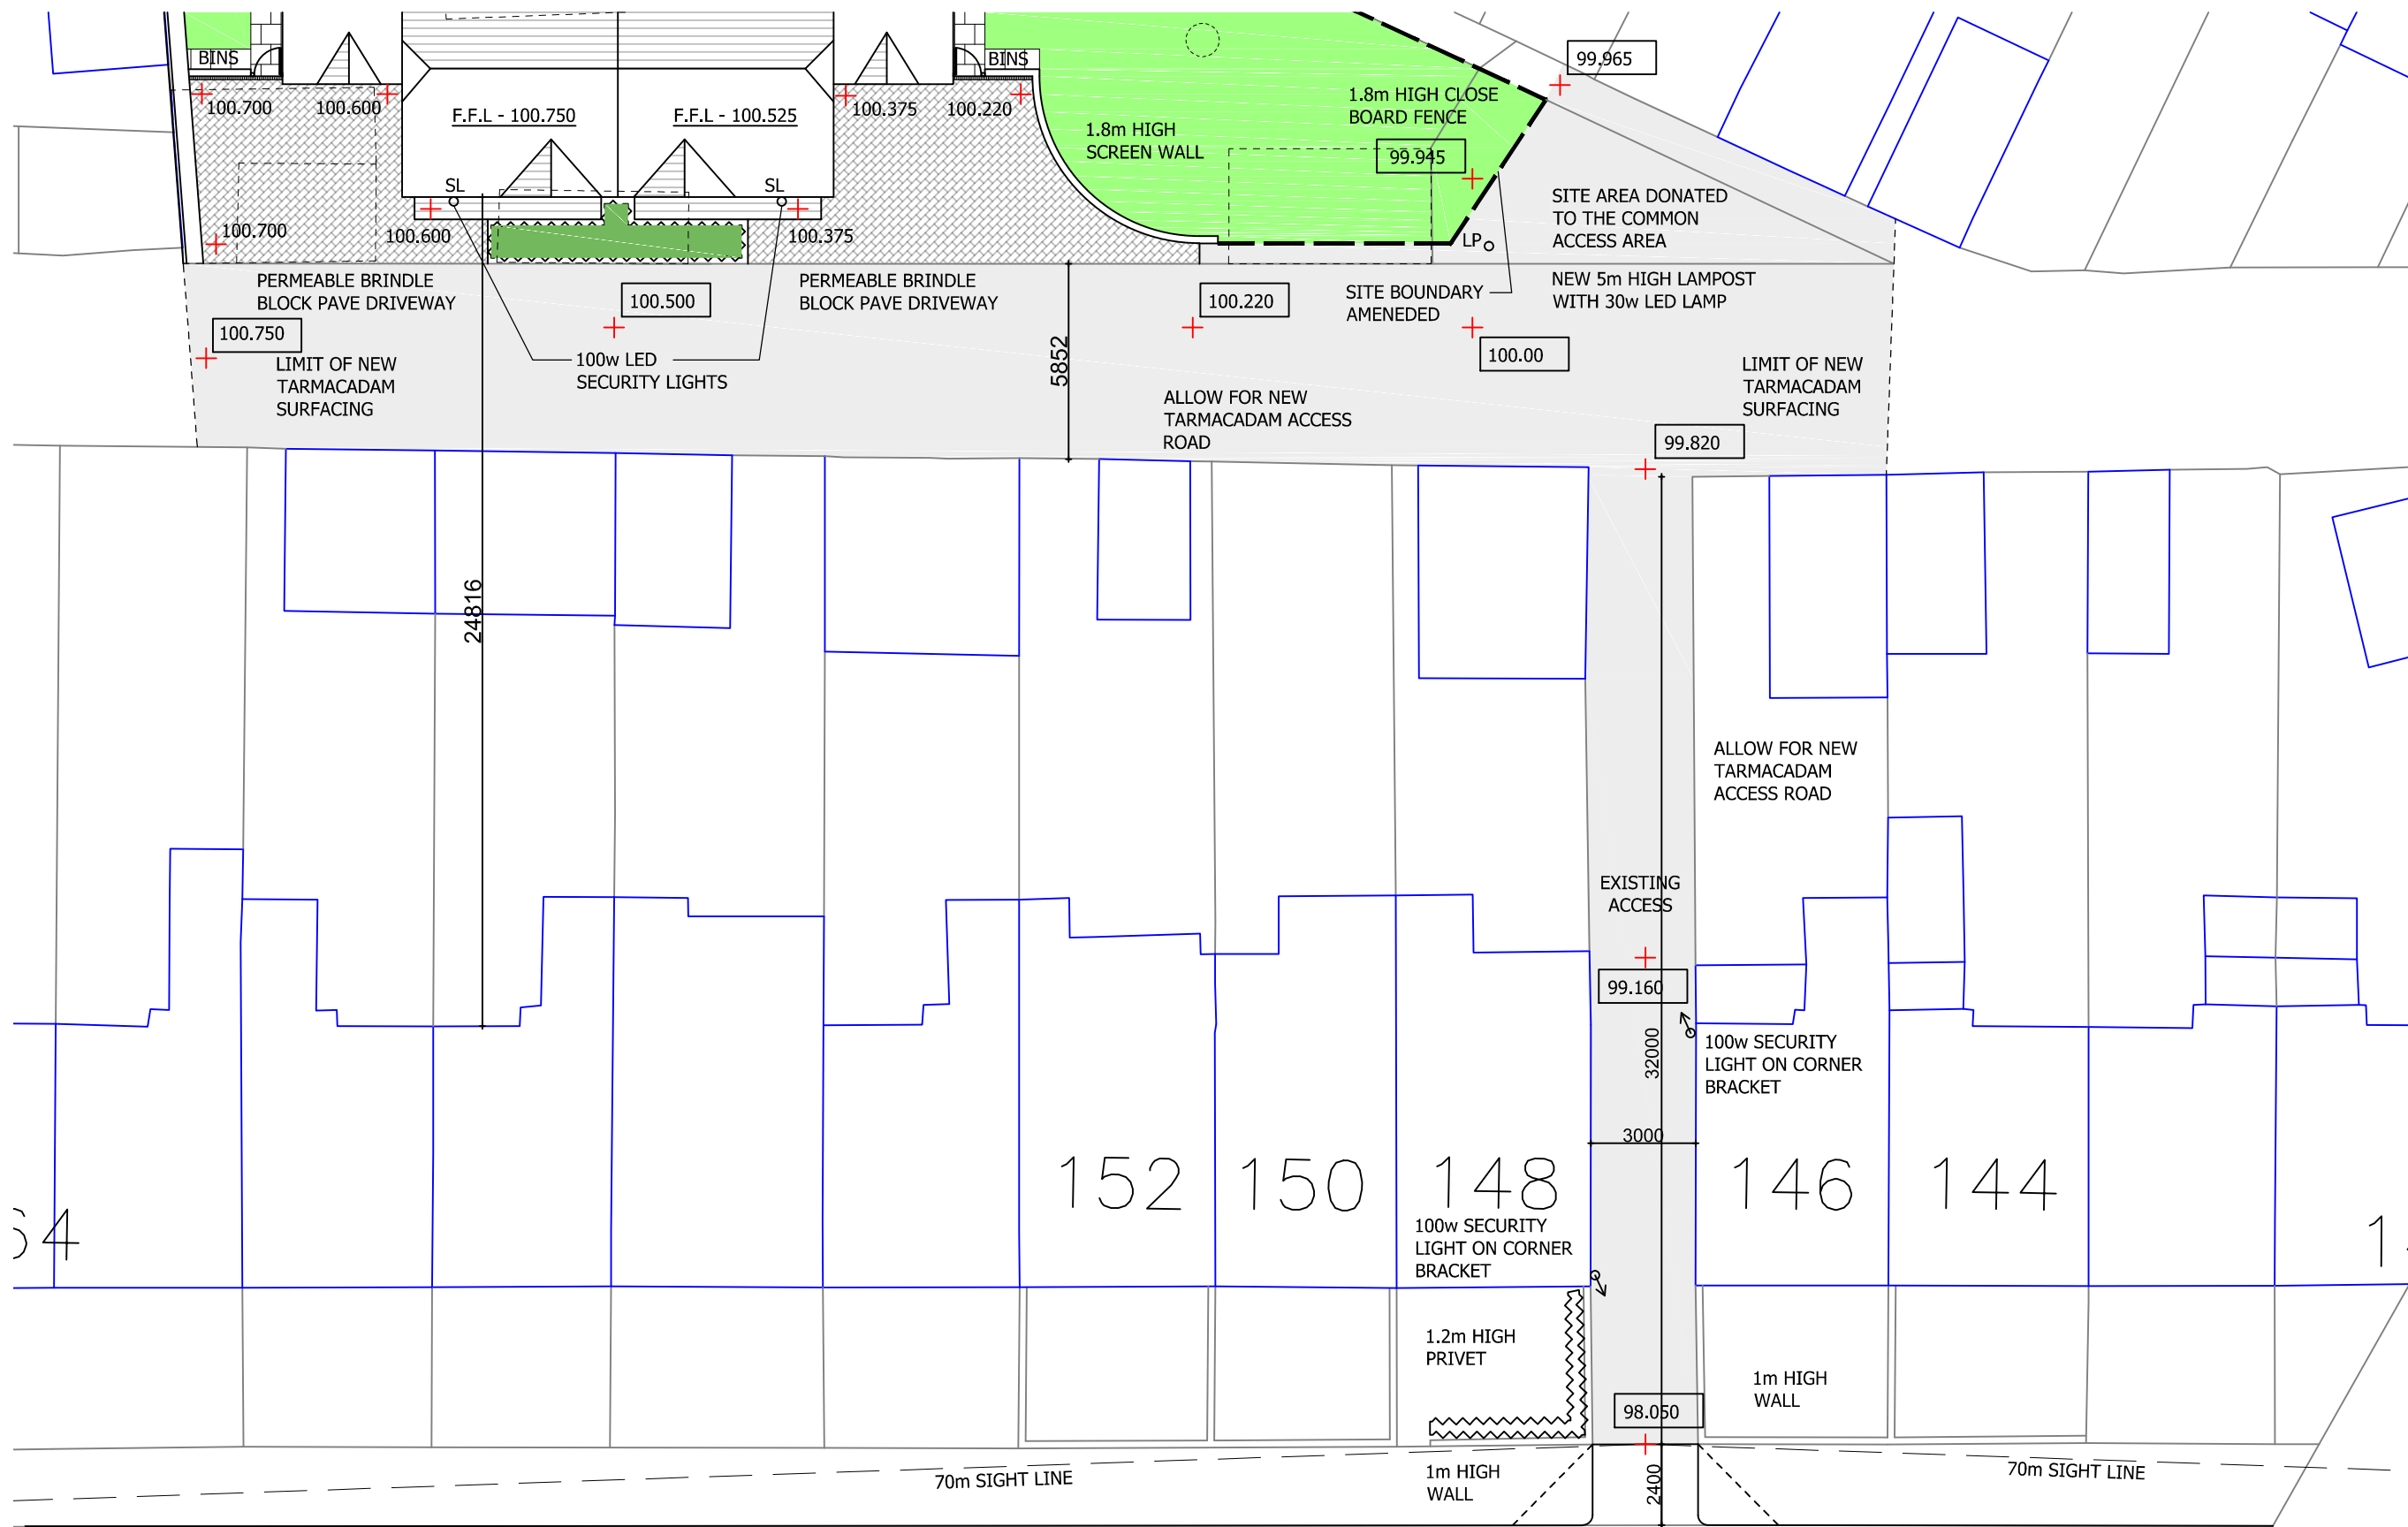 BINS
BINS
99.965
100.700
100.600
100.375
100.220
F.F.L - 100.750
F.F.L - 100.525
1.8m HIGH
SCREEN WALL
1.8m HIGH CLOSE
BOARD FENCE
99.945
SL
SL
SITE AREA DONATED
TO THE COMMON
ACCESS AREA
100.700
100.600
100.375
LP
PERMEABLE BRINDLE
BLOCK PAVE DRIVEWAY
PERMEABLE BRINDLE
BLOCK PAVE DRIVEWAY
100.500
100.220
SITE BOUNDARY
AMENEDED
NEW 5m HIGH LAMPOST
WITH 30w LED LAMP
100.750
LIMIT OF NEW
TARMACADAM
SURFACING
100w LED
SECURITY LIGHTS
5852
100.00
ALLOW FOR NEW
TARMACADAM ACCESS
ROAD
LIMIT OF NEW
TARMACADAM
SURFACING
99.820
24816
ALLOW FOR NEW
TARMACADAM
ACCESS ROAD
EXISTING
ACCESS
99.160
32000
100w SECURITY
LIGHT ON CORNER
BRACKET
3000
152
150
148
146
144
100w SECURITY
LIGHT ON CORNER
BRACKET
1.2m HIGH
PRIVET
1m HIGH
WALL
98.050
70m SIGHT LINE
1m HIGH
WALL
2400
70m SIGHT LINE